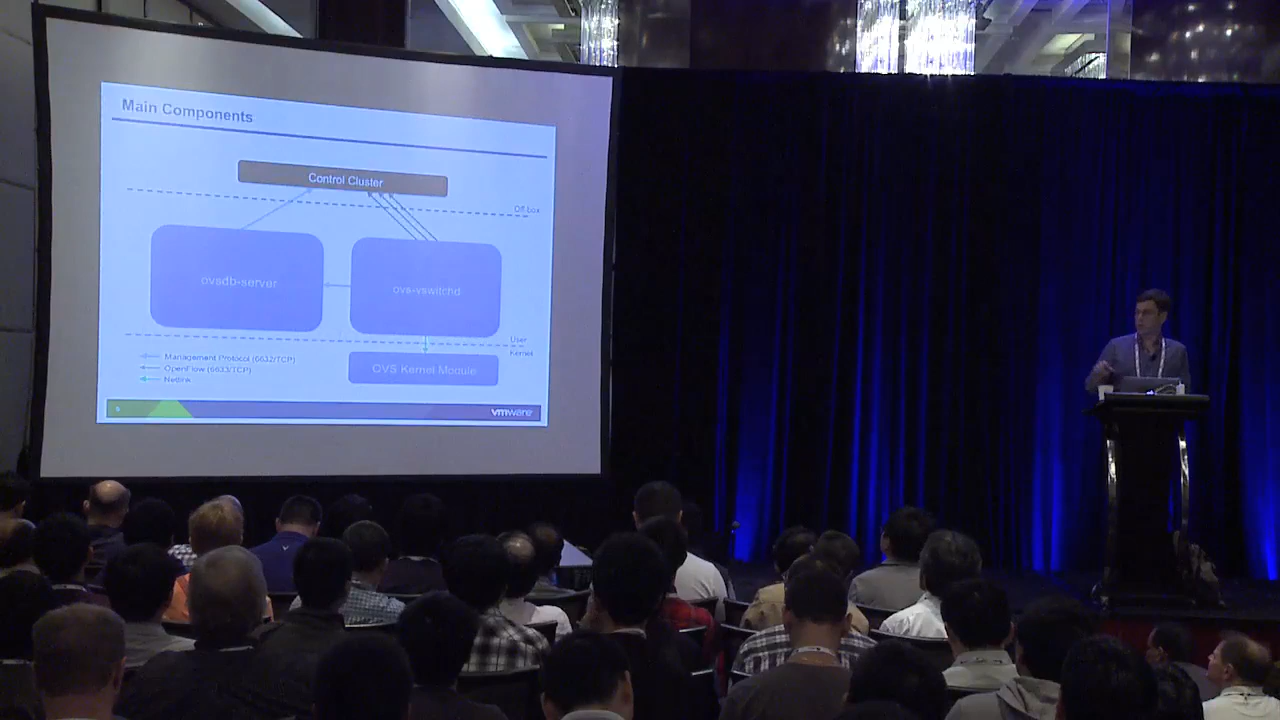 Main Components
Control Cluster
Off-box
ovsdb-server
ovs-vswitchd
User
Kernel
Management Protocol (6632/TCP)
OpenFlow (6633/TCP)
Netlink
OVS Kernel Module
vmware